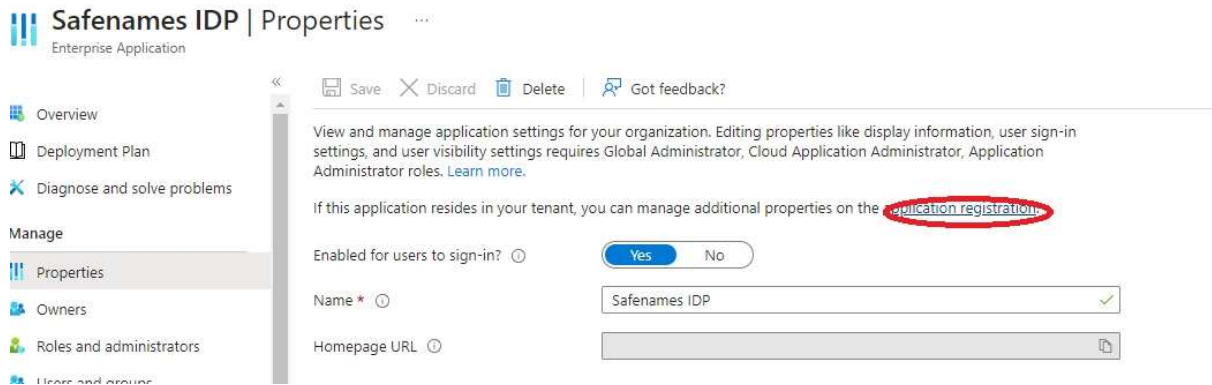 Safenames IDP | Properties ...
Enterprise Application
Save Discard Delete Got feedback?
Overview
Deployment Plan
Diagnose and solve problems
Manage
Properties
Owners
Roles and administrators
Users and groups
View and manage application settings for your organization. Editing properties like display information, user sign-in
settings, and user visibility settings requires Global Administrator, Cloud Application Administrator, Application
Administrator roles. Learn more.
If this application resides in your tenant, you can manage additional properties on the application registration.
Enabled for users to sign-in? Yes No
Name * Safenames IDP
Homepage URL